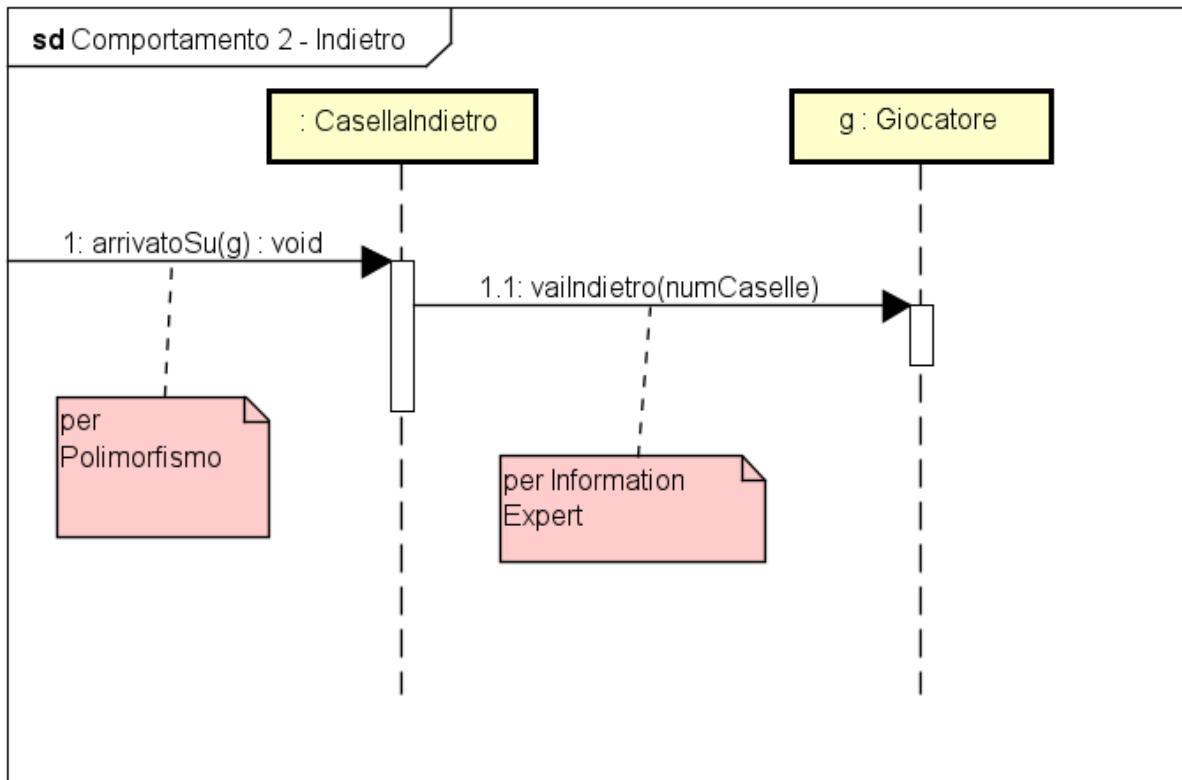 sd Comportamento 2 - Indietro
: CasellaIndietro
g : Giocatore
1: arrivatoSu(g) : void
1.1: vaiIndietro(numCaselle)
per
Polimorfismo
per Information
Expert